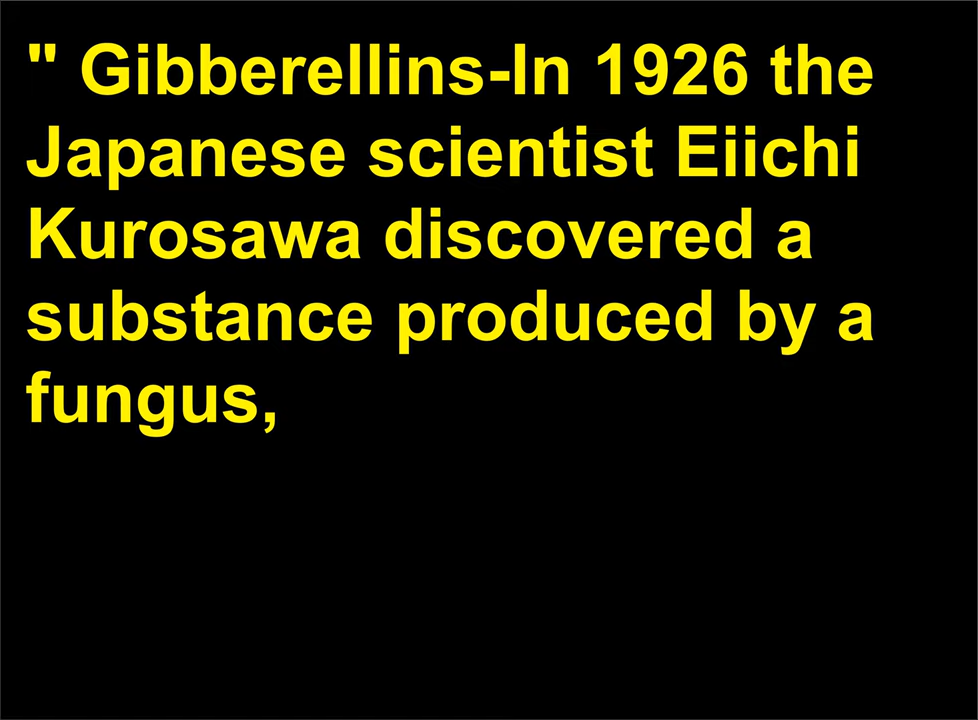 " Gibberellins-In 1926 the
Japanese scientist Eiichi
Kurosawa discovered a
substance produced by a
fungus,